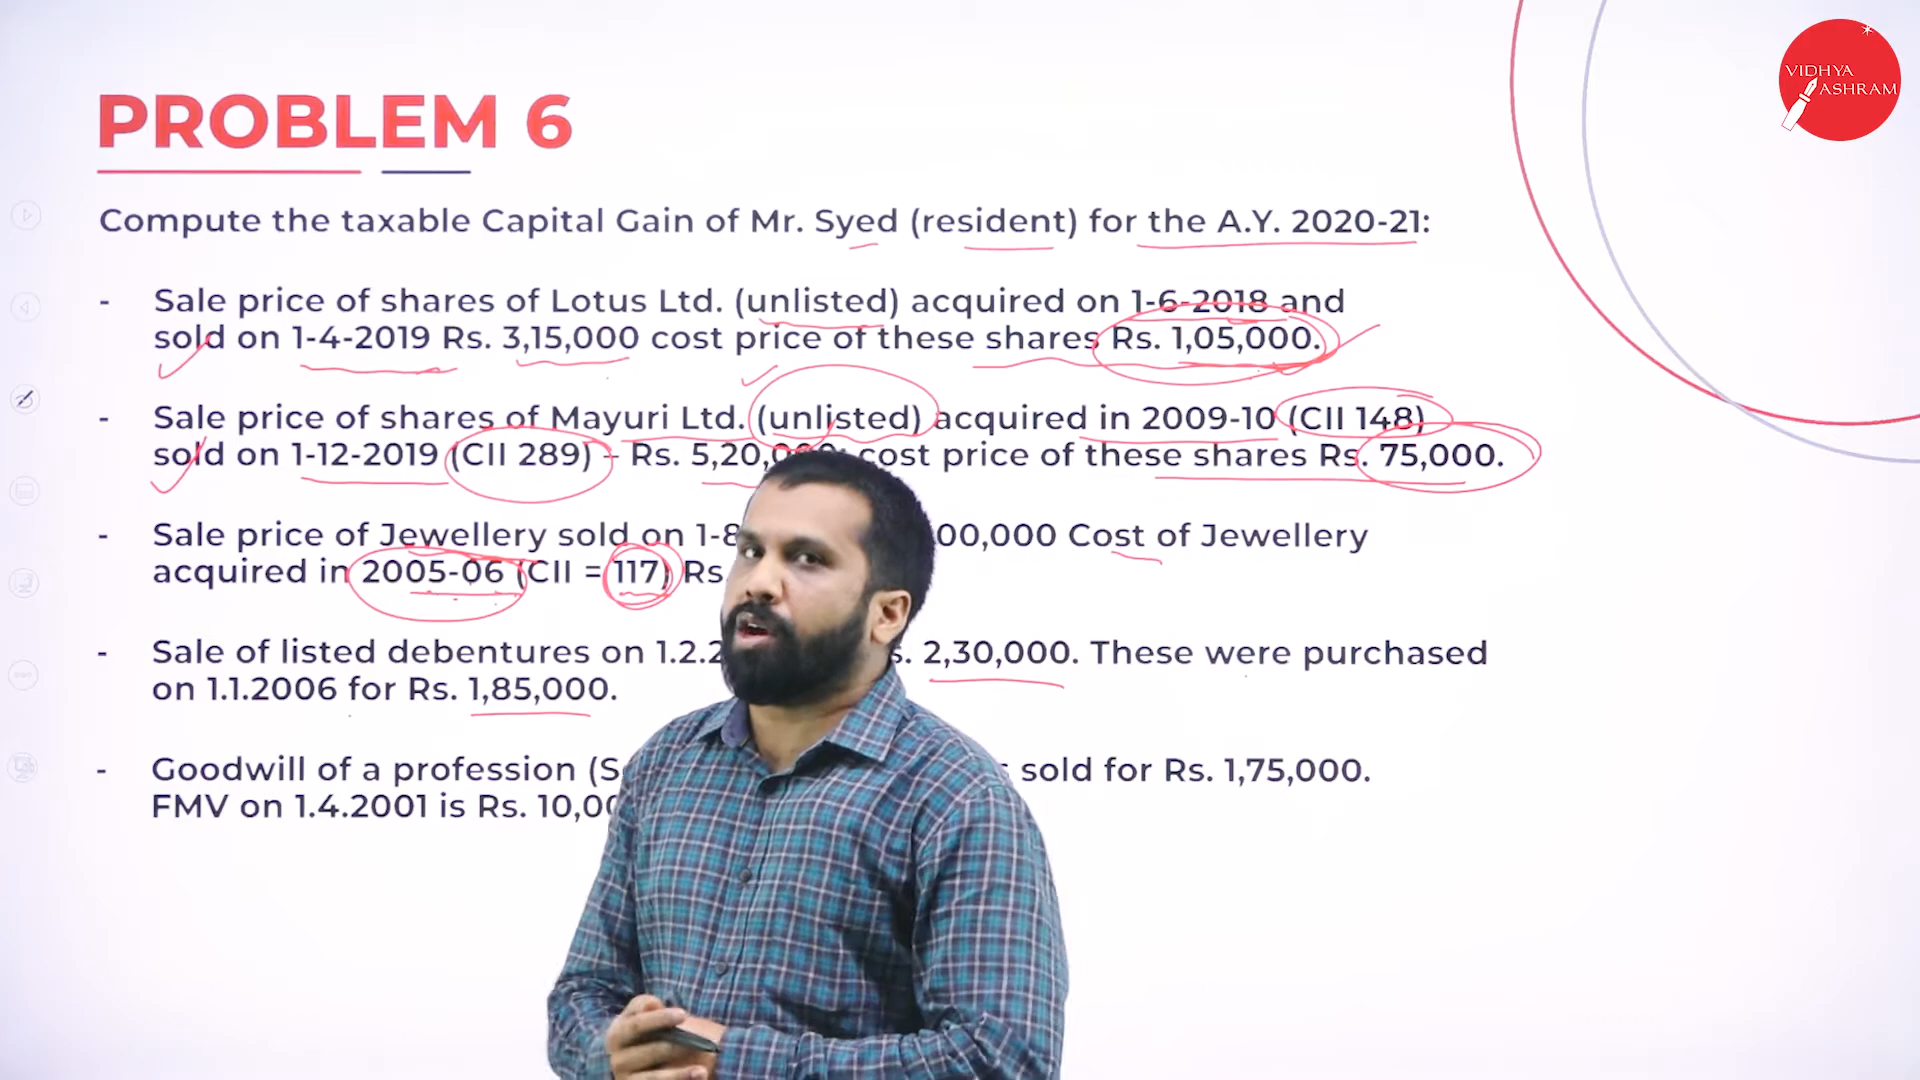 VIDHYA
ASHRAM
PROBLEM 6
Compute the taxable Capital Gain of Mr. Syed (resident) for the A.Y. 2020-21:
- Sale price of shares of Lotus Ltd. (unlisted) acquired on 1-6-2018 and
sold on 1-4-2019 Rs. 3,15,000 cost price of these shares Rs. 1,05,000.
- Sale price of shares of Mayuri Ltd. (unlisted) acquired in 2009-10 (CII 148)
sold on 1-12-2019 (CII 289) - Rs. 5,20, cost price of these shares Rs. 75,000.
- Sale price of Jewellery sold on 1-8 00,000 Cost of Jewellery
acquired in 2005-06 (CII = 117) Rs
- Sale of listed debentures on 1.2.2 s. 2,30,000. These were purchased
on 1.1.2006 for Rs. 1,85,000.
- Goodwill of a profession (S sold for Rs. 1,75,000.
FMV on 1.4.2001 is Rs. 10,00